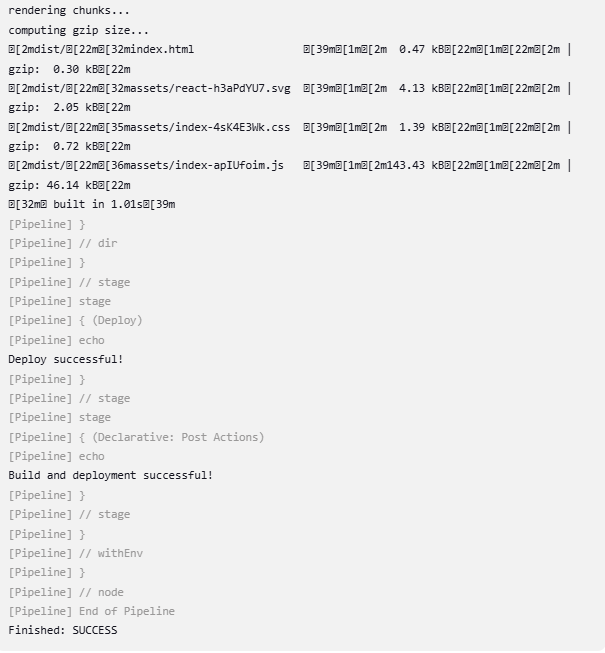 rendering chunks...
computing gzip size...
␛[2mdist/␛[22m␛[32mindex.html                 ␛[39m␛[1m␛[2m  0.47 kB␛[22m␛[1m␛[22m␛[2m │
gzip:  0.30 kB␛[22m
␛[2mdist/␛[22m␛[32massets/react-h3aPdYU7.svg  ␛[39m␛[1m␛[2m  4.13 kB␛[22m␛[1m␛[22m␛[2m │
gzip:  2.05 kB␛[22m
␛[2mdist/␛[22m␛[35massets/index-4sK4E3Wk.css  ␛[39m␛[1m␛[2m  1.39 kB␛[22m␛[1m␛[22m␛[2m │
gzip:  0.72 kB␛[22m
␛[2mdist/␛[22m␛[36massets/index-apIUfoim.js   ␛[39m␛[1m␛[2m143.43 kB␛[22m␛[1m␛[22m␛[2m │
gzip: 46.14 kB␛[22m
␛[32m␛ built in 1.01s␛[39m
[Pipeline] }
[Pipeline] // dir
[Pipeline] }
[Pipeline] // stage
[Pipeline] stage
[Pipeline] { (Deploy)
[Pipeline] echo
Deploy successful!
[Pipeline] }
[Pipeline] // stage
[Pipeline] stage
[Pipeline] { (Declarative: Post Actions)
[Pipeline] echo
Build and deployment successful!
[Pipeline] }
[Pipeline] // stage
[Pipeline] }
[Pipeline] // withEnv
[Pipeline] }
[Pipeline] // node
[Pipeline] End of Pipeline
Finished: SUCCESS